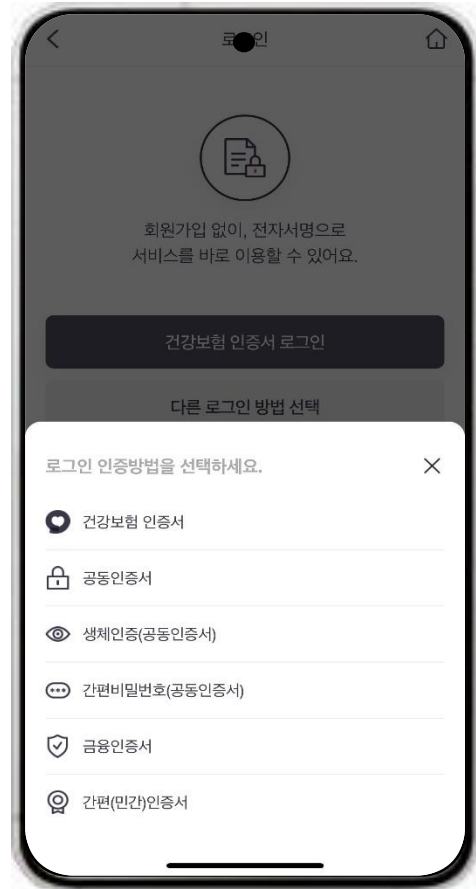 로인
회원가입 없이, 전자서명으로
서비스를 바로 이용할 수 있어요.
건강보험 인증서 로그인
다른 로그인 방법 선택
로그인 인증방법을 선택하세요.
건강보험 인증서
공동인증서
생체인증(공동인증서)
간편비밀번호(공동인증서)
금융인증서
간편(민간)인증서